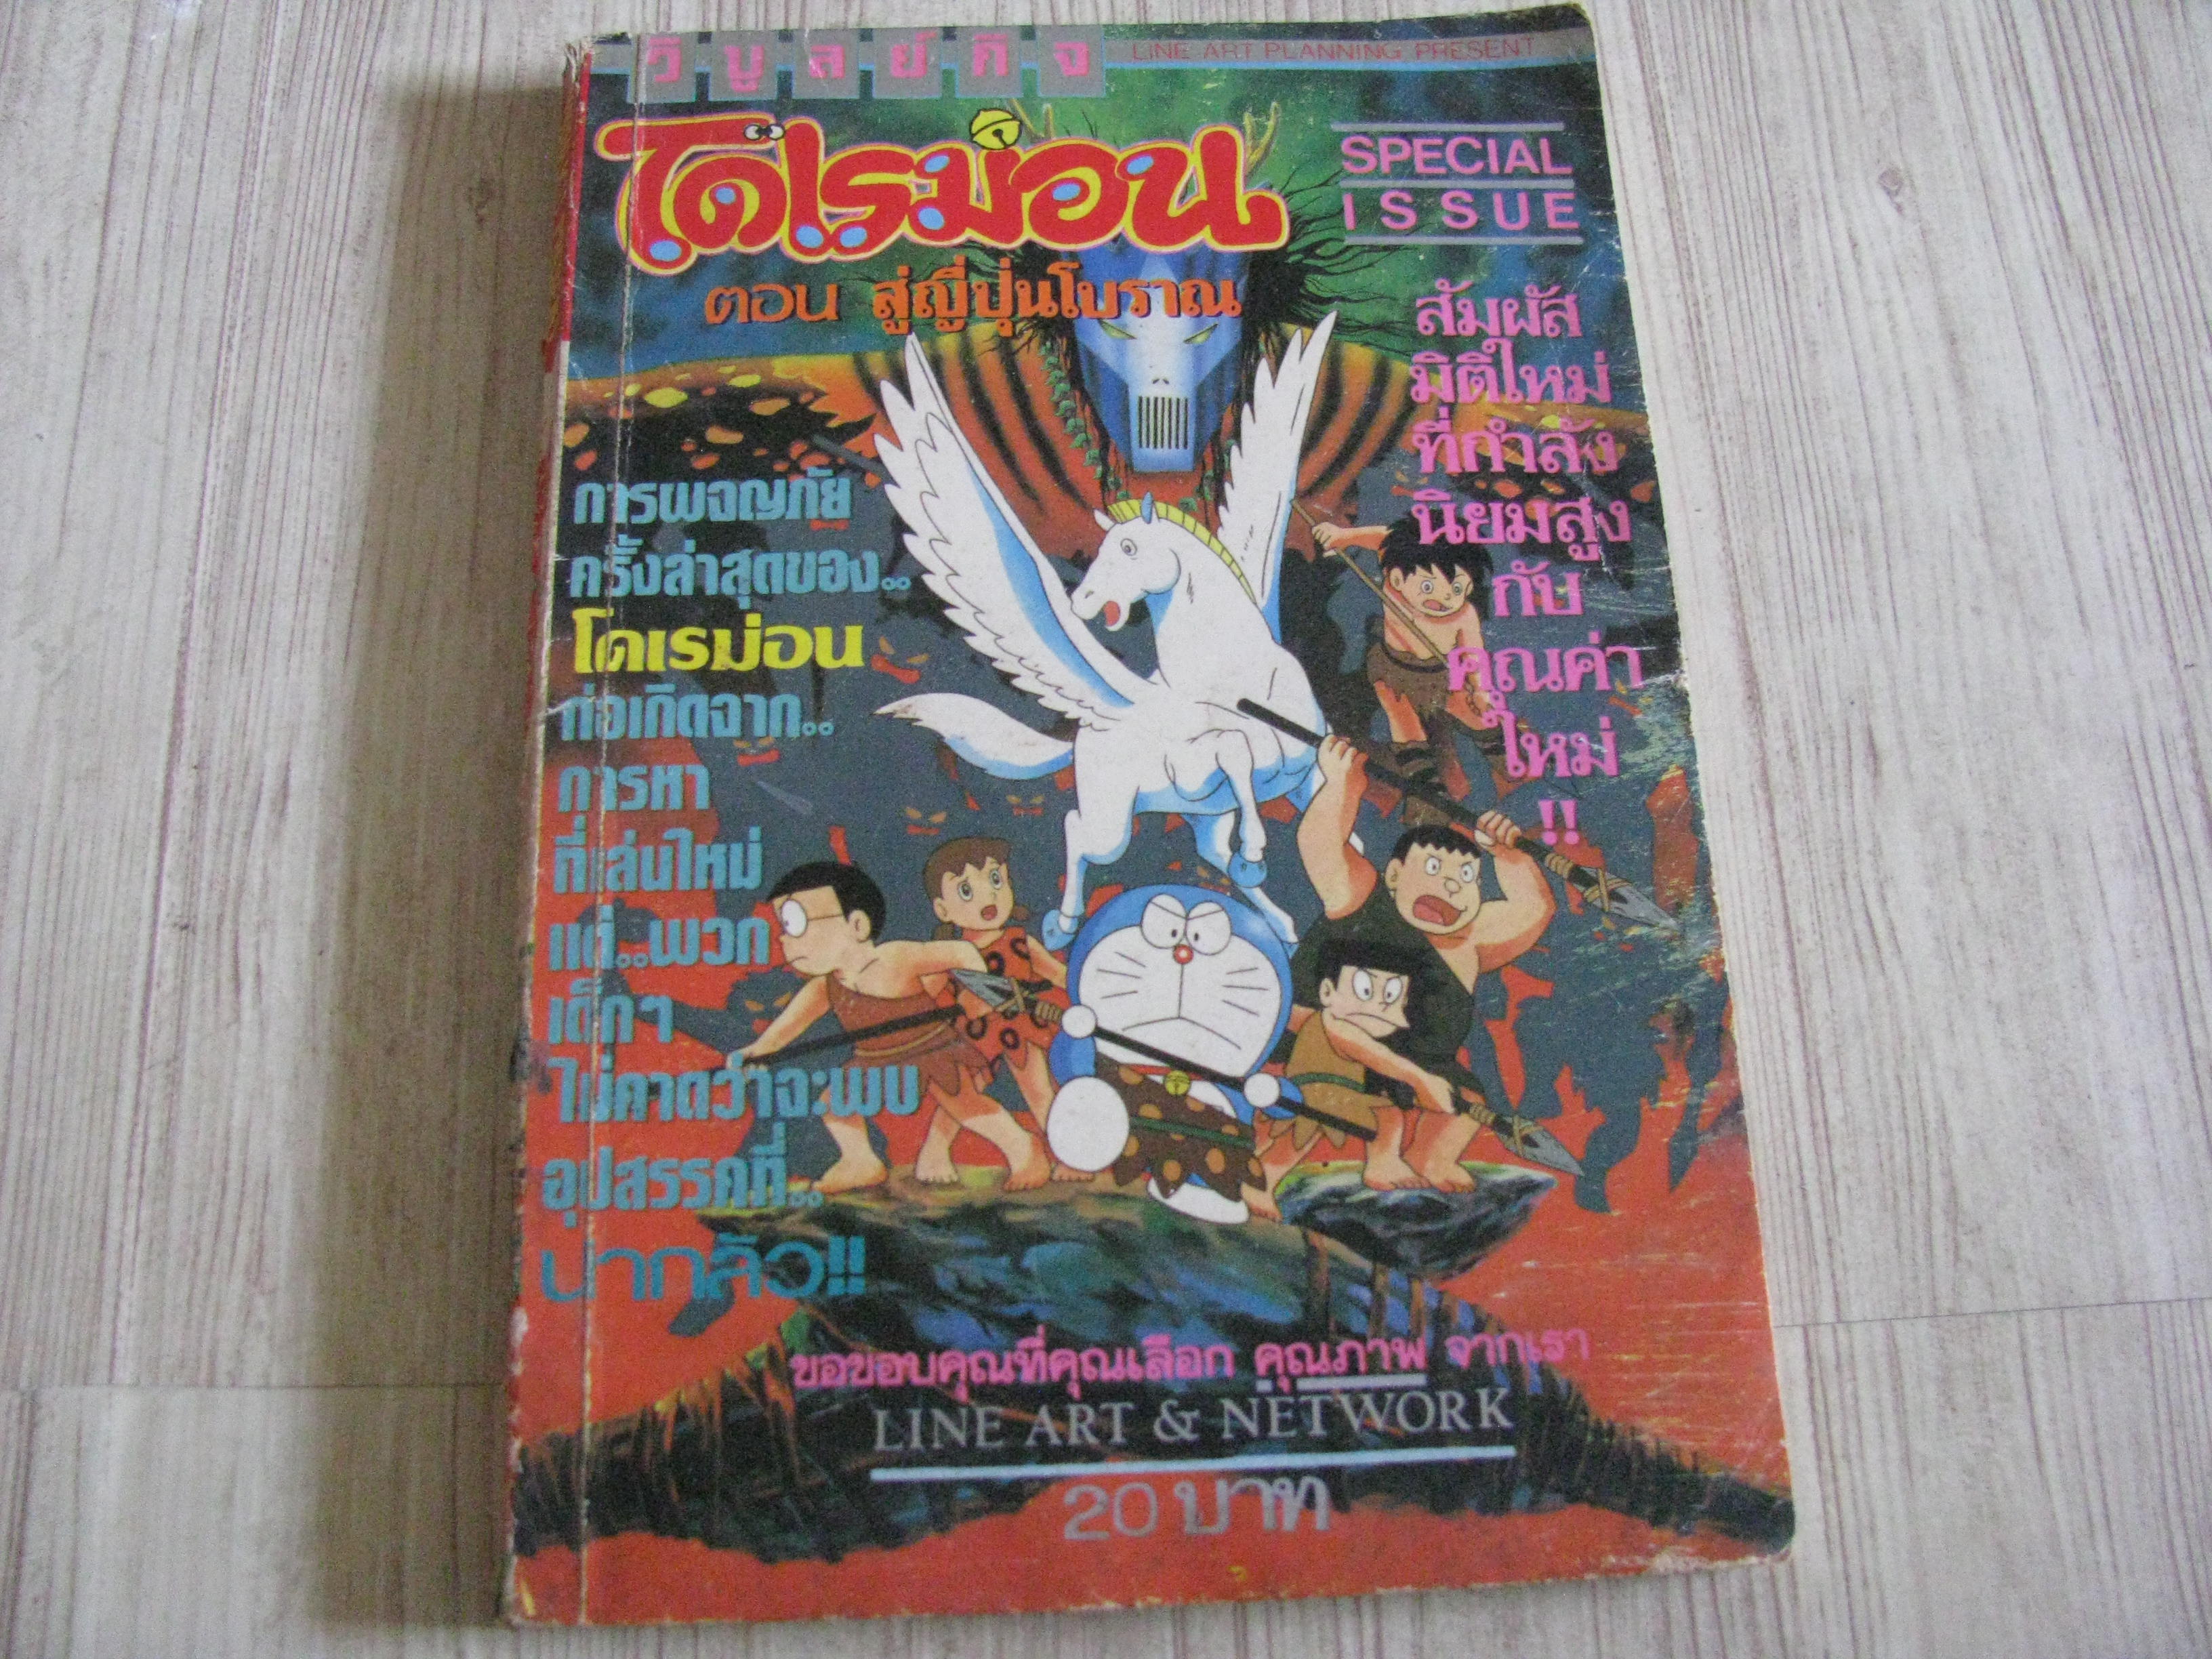 วิบูลย์กิจ
LINE ART PLANNING PRESENT
โดเรม่อน
SPECIAL
ISSUE
ตอน สู่ญี่ปุ่นโบราณ
สัมผัส
มิติใหม่
ที่กำลัง
นิยมสูง
กับ
คุณค่า
ใหม่
!!
การผจญภัย
ครั้งล่าสุดของ..
โดเรม่อน
ก่อเกิดจาก..
การหา
ที่เล่นใหม่
แต่..พวก
เด็กๆ
ไม่คาดว่าจะพบ
อุปสรรคที่..
น่ากลัว!!
ขอขอบคุณที่คุณเลือก คุณภาพ จากเรา
LINE ART & NETWORK
20 บาท